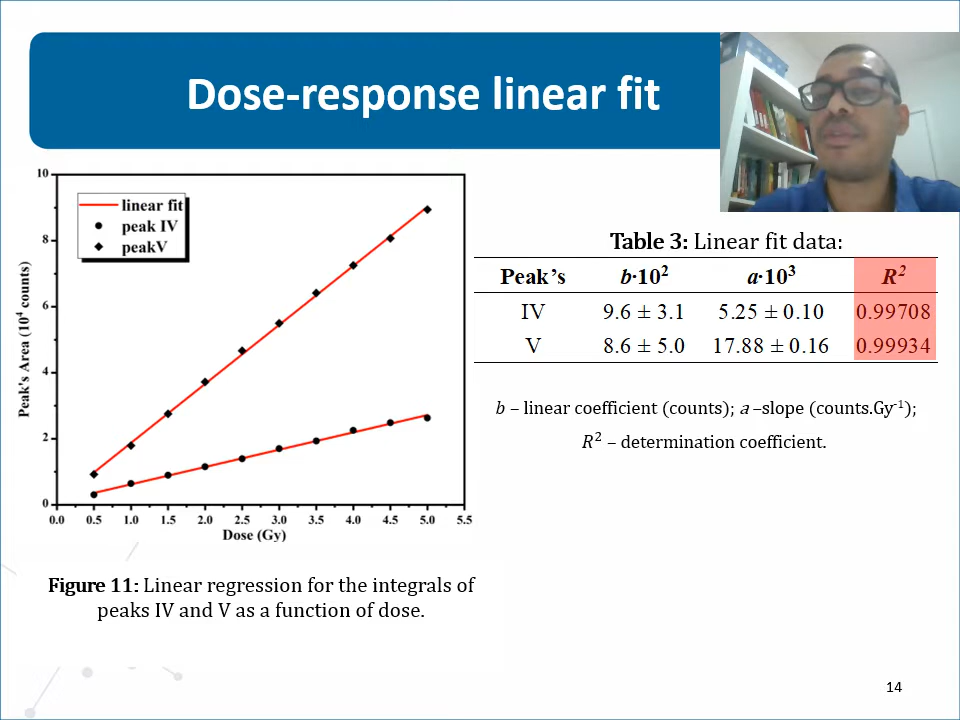 Dose-response linear fit
10
8
6
4
2
0
Peak's Area (10⁴ counts)
linear fit
peak IV
peakV
0.0 0.5 1.0 1.5 2.0 2.5 3.0 3.5 4.0 4.5 5.0 5.5
Dose (Gy)
Figure 11: Linear regression for the integrals of
peaks IV and V as a function of dose.
Table 3: Linear fit data:
Peak’s b·10² a·10³ R²
IV 9.6 ± 3.1 5.25 ± 0.10 0.99708
V 8.6 ± 5.0 17.88 ± 0.16 0.99934
b – linear coefficient (counts); a –slope (counts.Gy⁻¹);
R² – determination coefficient.
14